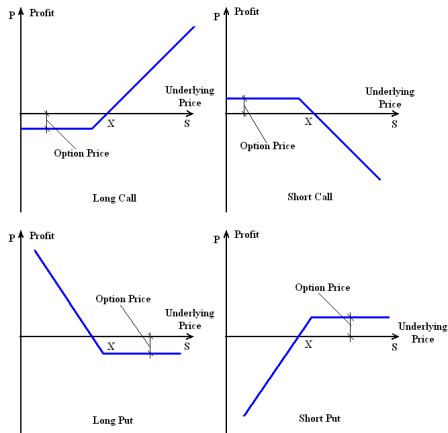 P Profit
Underlying
Price
X
S
Option Price
Long Call
P Profit
Underlying
Price
X
S
Option Price
Short Call
P Profit
Option Price
Underlying
Price
X
S
Long Put
P Profit
Option Price
Underlying
Price
X
S
Short Put